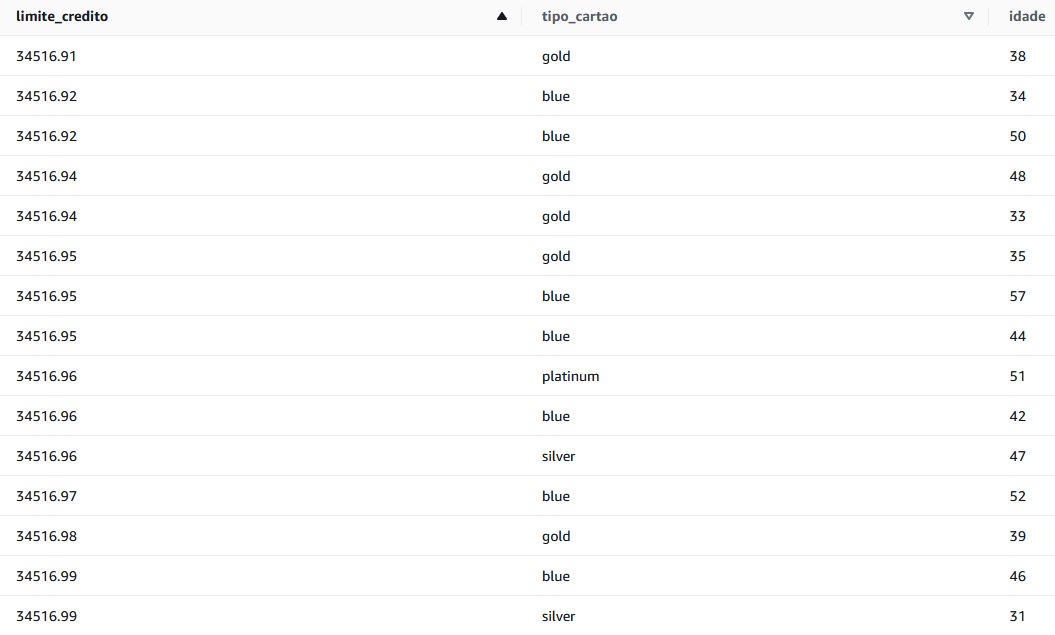 limite_credito tipo_cartao idade
34516.91 gold 38
34516.92 blue 34
34516.92 blue 50
34516.94 gold 48
34516.94 gold 33
34516.95 gold 35
34516.95 blue 57
34516.95 blue 44
34516.96 platinum 51
34516.96 blue 42
34516.96 silver 47
34516.97 blue 52
34516.98 gold 39
34516.99 blue 46
34516.99 silver 31